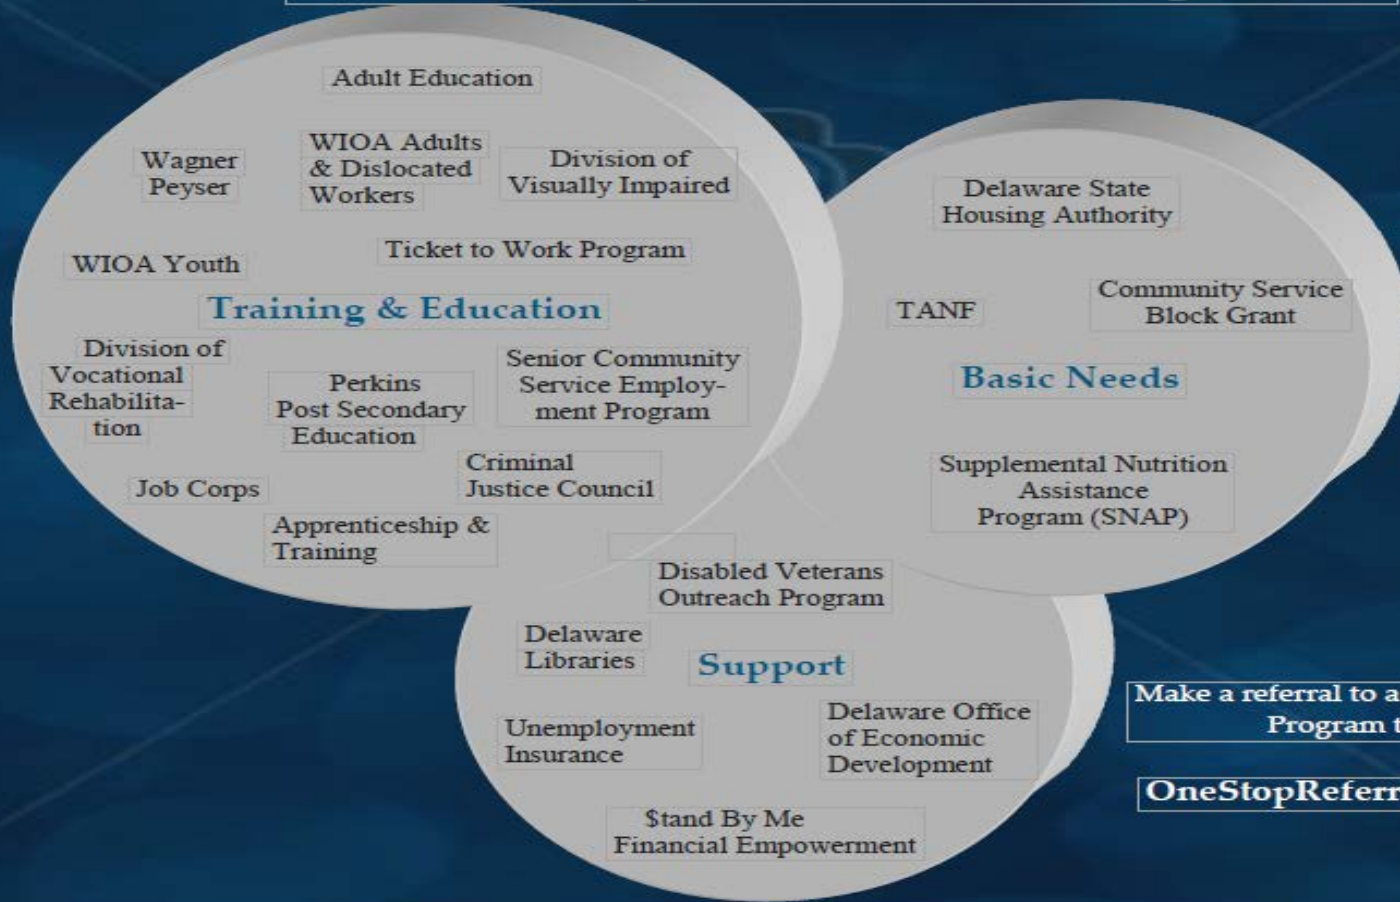 Adult Education
Wagner
Peyser
WIOA Adults
& Dislocated
Workers
Division of
Visually Impaired
WIOA Youth
Ticket to Work Program
Training & Education
Division of
Vocational
Rehabilita-
tion
Perkins
Post Secondary
Education
Senior Community
Service Employ-
ment Program
Job Corps
Criminal
Justice Council
Apprenticeship &
Training
Delaware State
Housing Authority
TANF
Community Service
Block Grant
Basic Needs
Supplemental Nutrition
Assistance
Program (SNAP)
Disabled Veterans
Outreach Program
Delaware
Libraries
Support
Unemployment
Insurance
Delaware Office
of Economic
Development
$tand By Me
Financial Empowerment
Make a referral to a
Program t
OneStopReferr